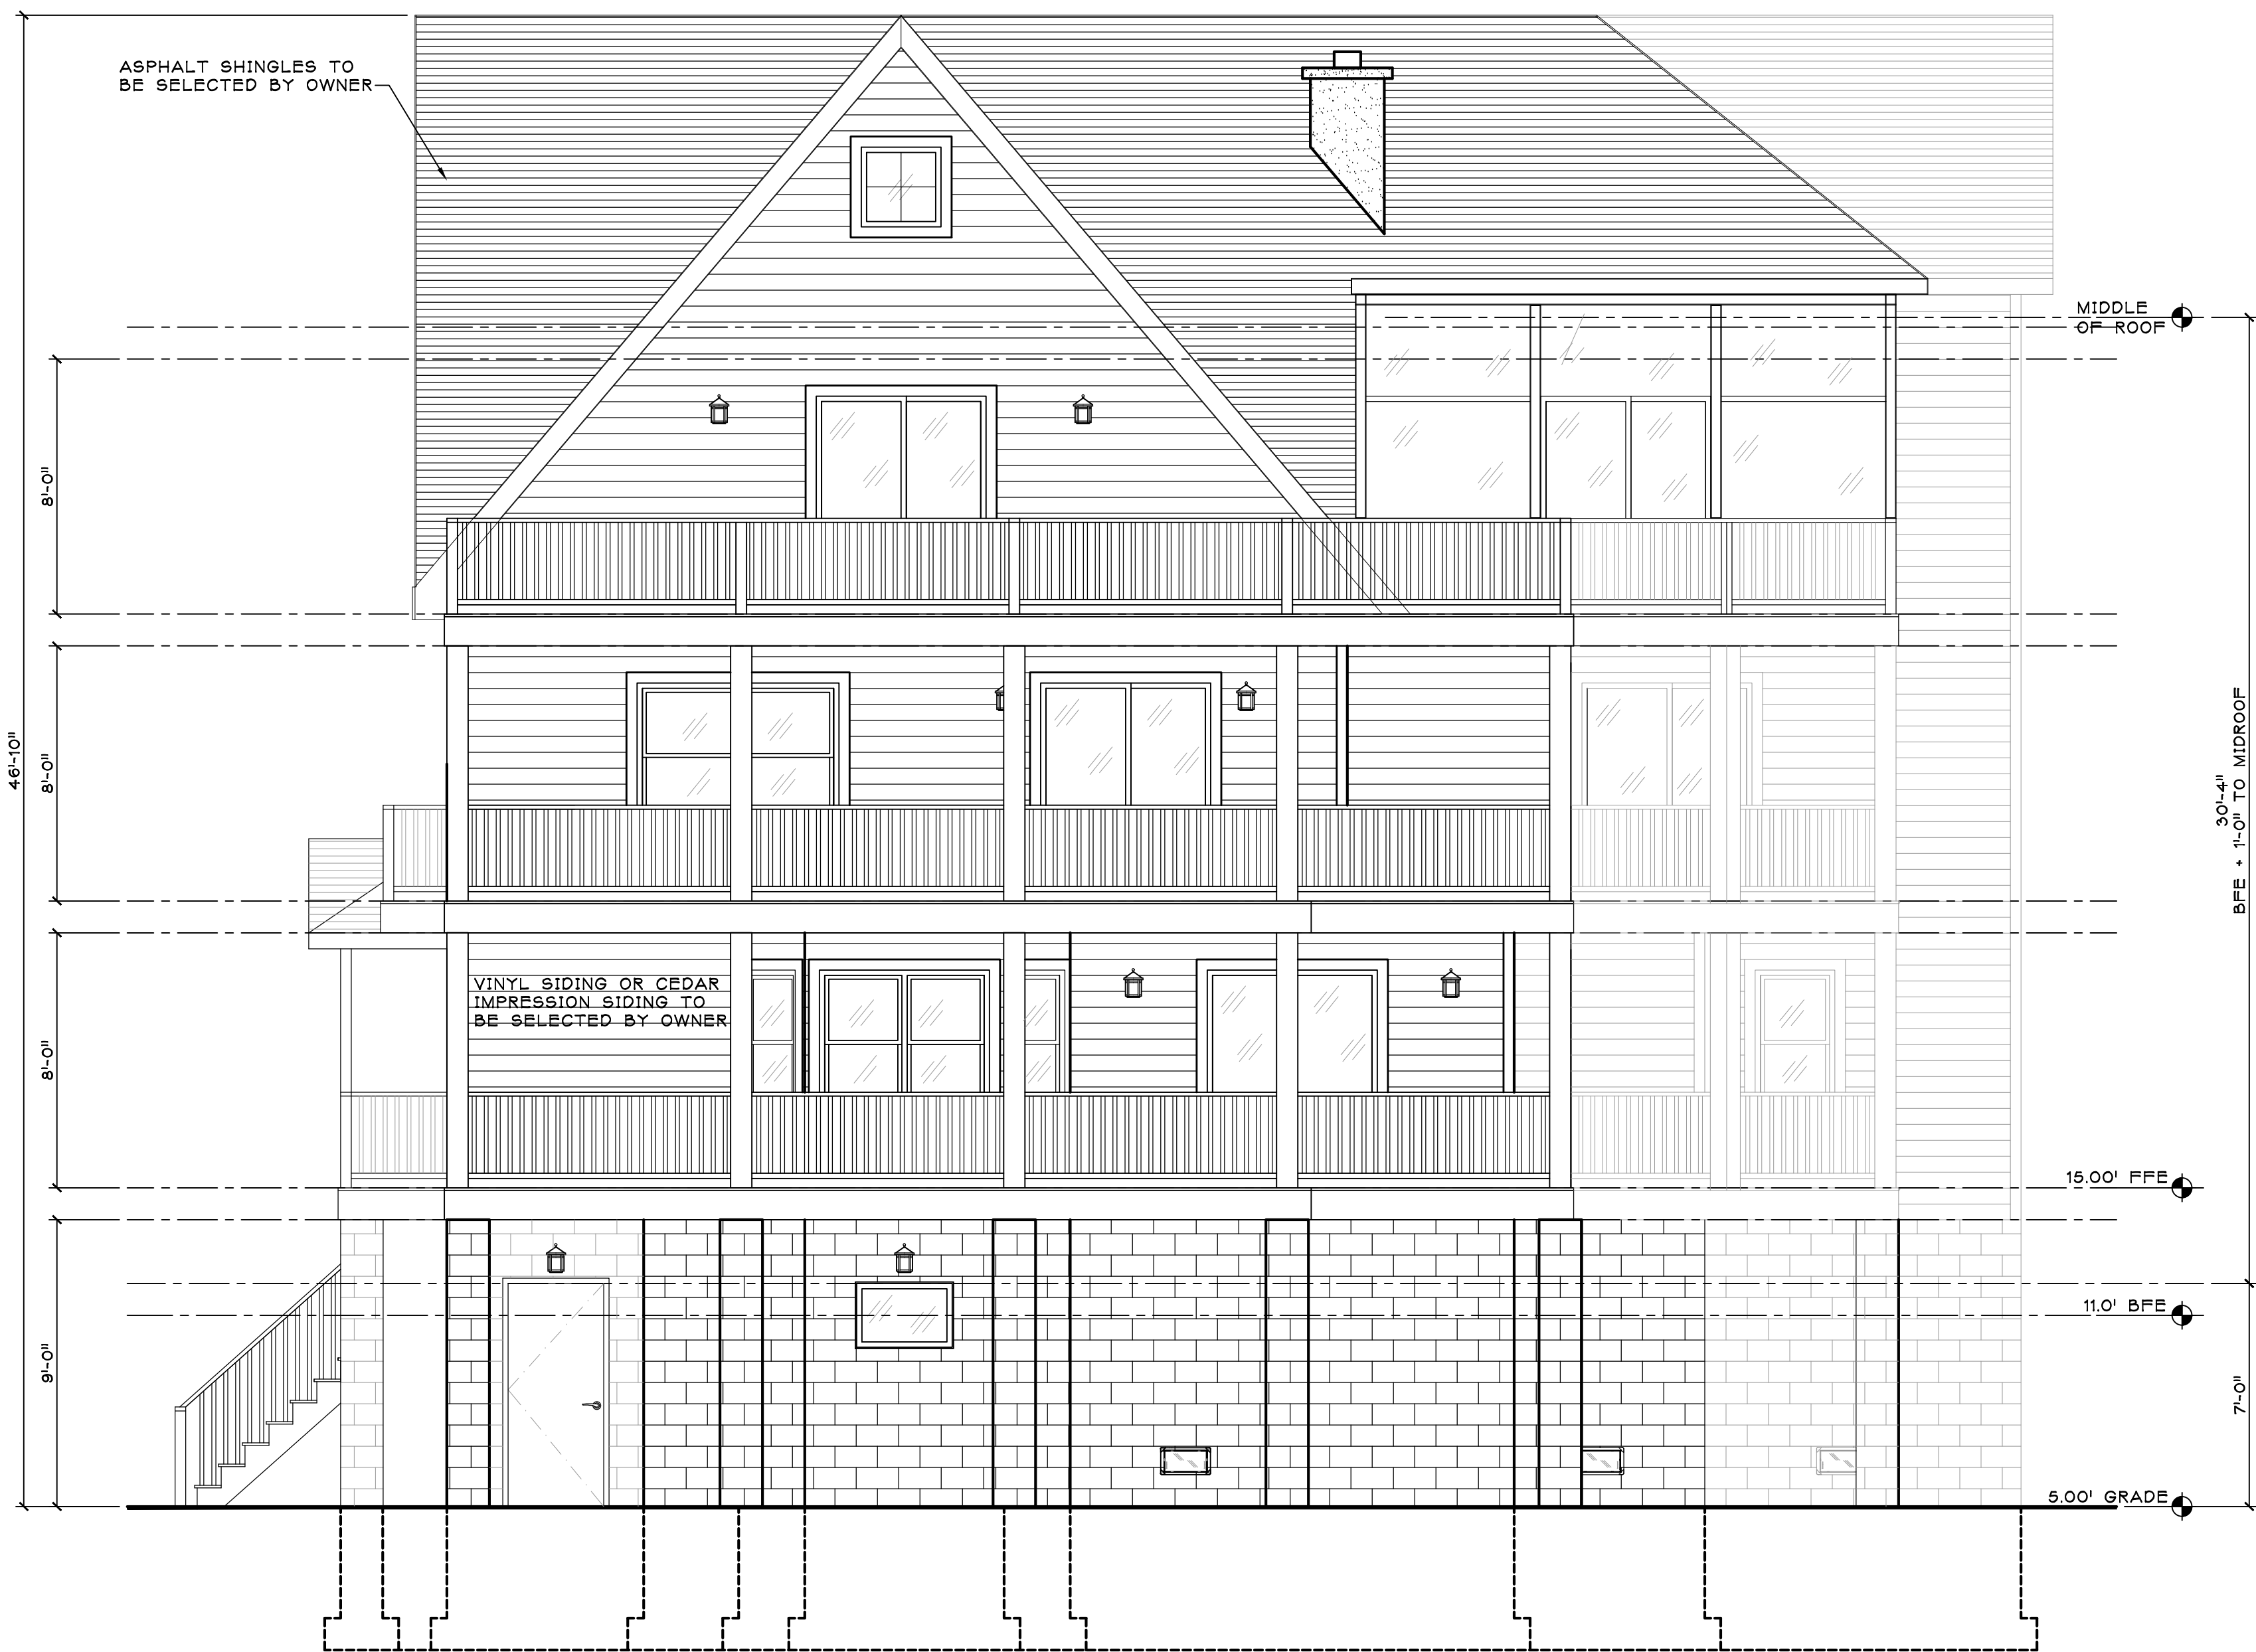 ASPHALT SHINGLES TO
BE SELECTED BY OWNER
MIDDLE
OF ROOF
8'-0"
46'-10"
8'-0"
30'-4"
BFE + 1'-0" TO MIDROOF
VINYL SIDING OR CEDAR
IMPRESSION SIDING TO
BE SELECTED BY OWNER
8'-0"
15.00' FFE
11.0' BFE
9'-0"
7'-0"
5.00' GRADE